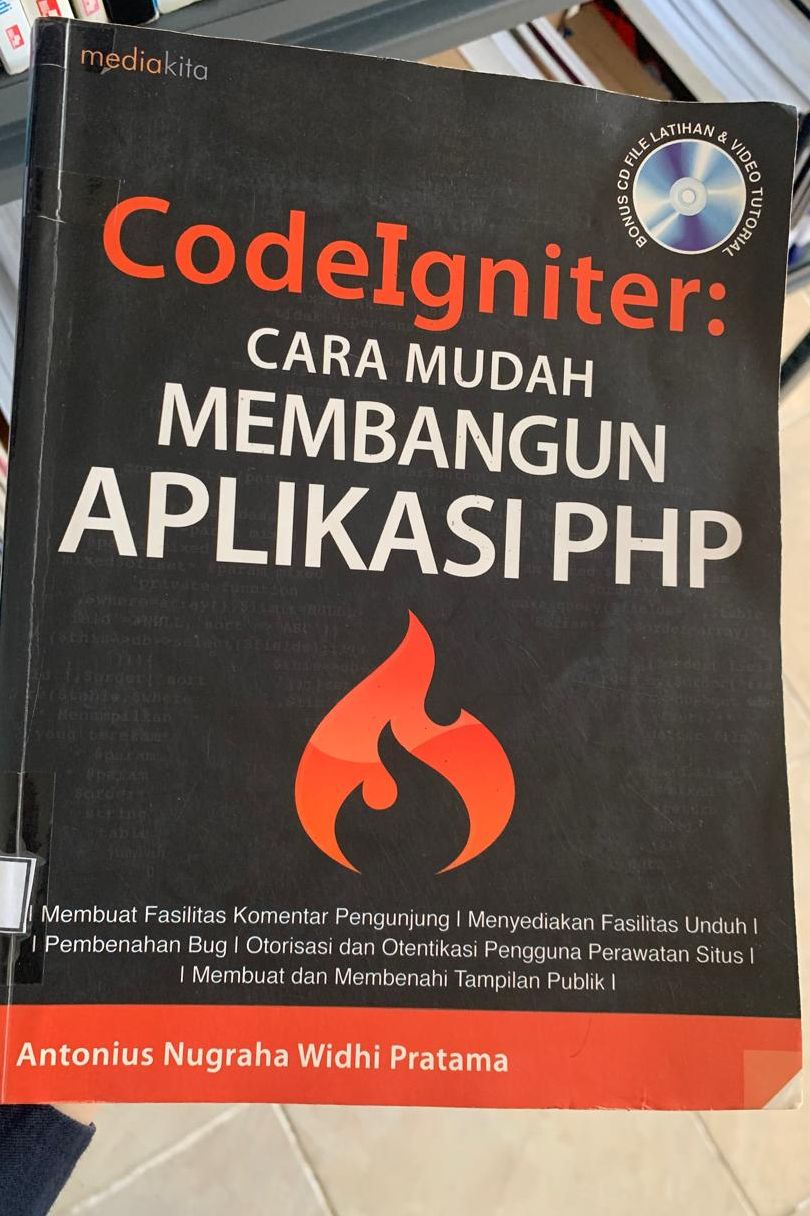 mediakita
BONUS CD FILE LATIHAN & VIDEO TUTORIAL
CodeIgniter:
CARA MUDAH
MEMBANGUN
APLIKASI PHP
| Membuat Fasilitas Komentar Pengunjung | Menyediakan Fasilitas Unduh |
| Pembenahan Bug | Otorisasi dan Otentikasi Pengguna Perawatan Situs |
| Membuat dan Membenahi Tampilan Publik |
Antonius Nugraha Widhi Pratama